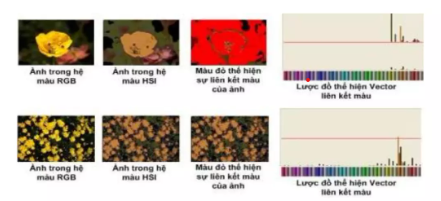 Ảnh trong hệ
màu RGB
Ảnh trong hệ
màu HSI
Màu đỏ thể hiện
sự liên kết màu
của ảnh
Lược đồ thể hiện Vector
liên kết màu
Ảnh trong hệ
màu RGB
Ảnh trong hệ
màu HSI
Màu đỏ thể hiện
sự liên kết màu
của ảnh
Lược đồ thể hiện Vector
liên kết màu